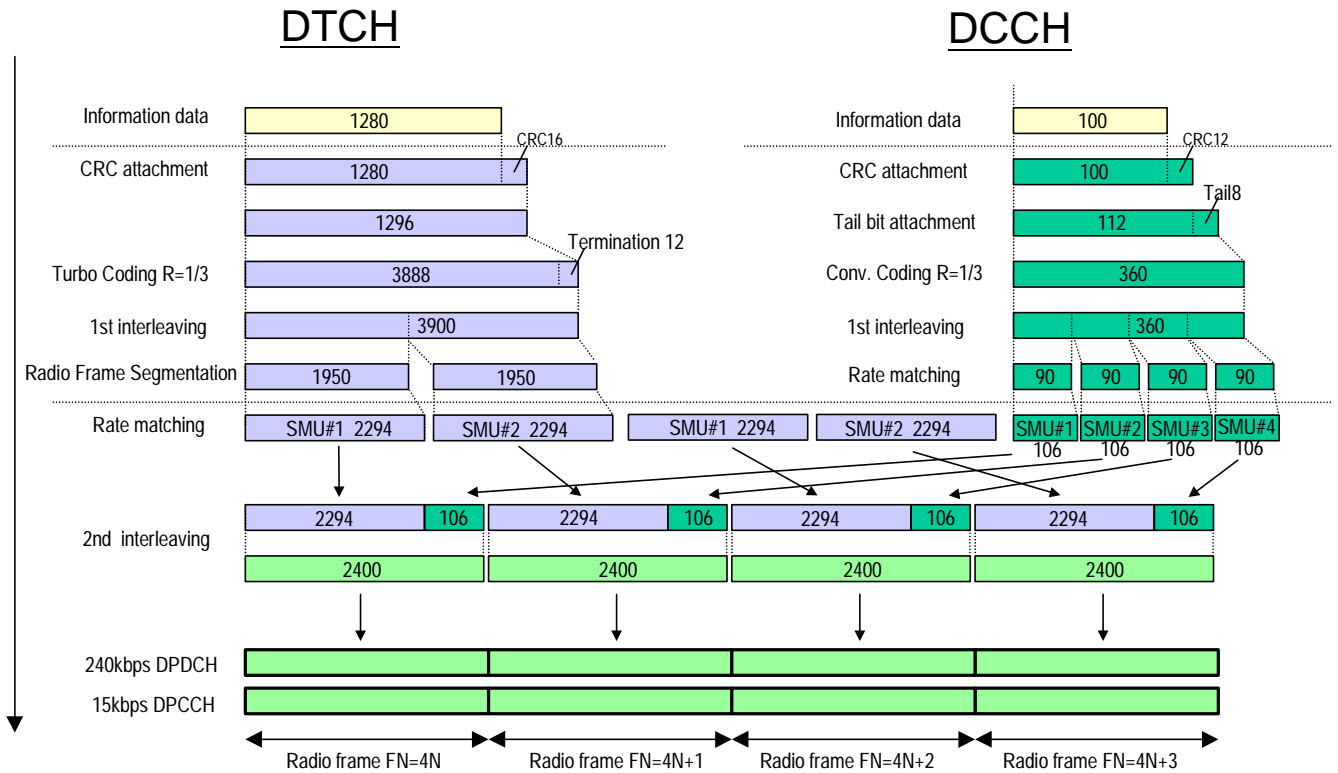 DTCH
DCCH
Information data
1280
Information data
100
CRC16
CRC12
CRC attachment
1280
CRC attachment
100
Tail8
1296
Tail bit attachment
112
Termination 12
Turbo Coding R=1/3
3888
Conv. Coding R=1/3
360
1st interleaving
3900
1st interleaving
360
Radio Frame Segmentation
1950
1950
Rate matching
90
90
90
90
Rate matching
SMU#1 2294
SMU#2 2294
SMU#1 2294
SMU#2 2294
SMU#1
106
SMU#2
106
SMU#3
106
SMU#4
106
2nd interleaving
2294
106
2294
106
2294
106
2294
106
2400
2400
2400
2400
240kbps DPDCH
15kbps DPCCH
Radio frame FN=4N
Radio frame FN=4N+1
Radio frame FN=4N+2
Radio frame FN=4N+3